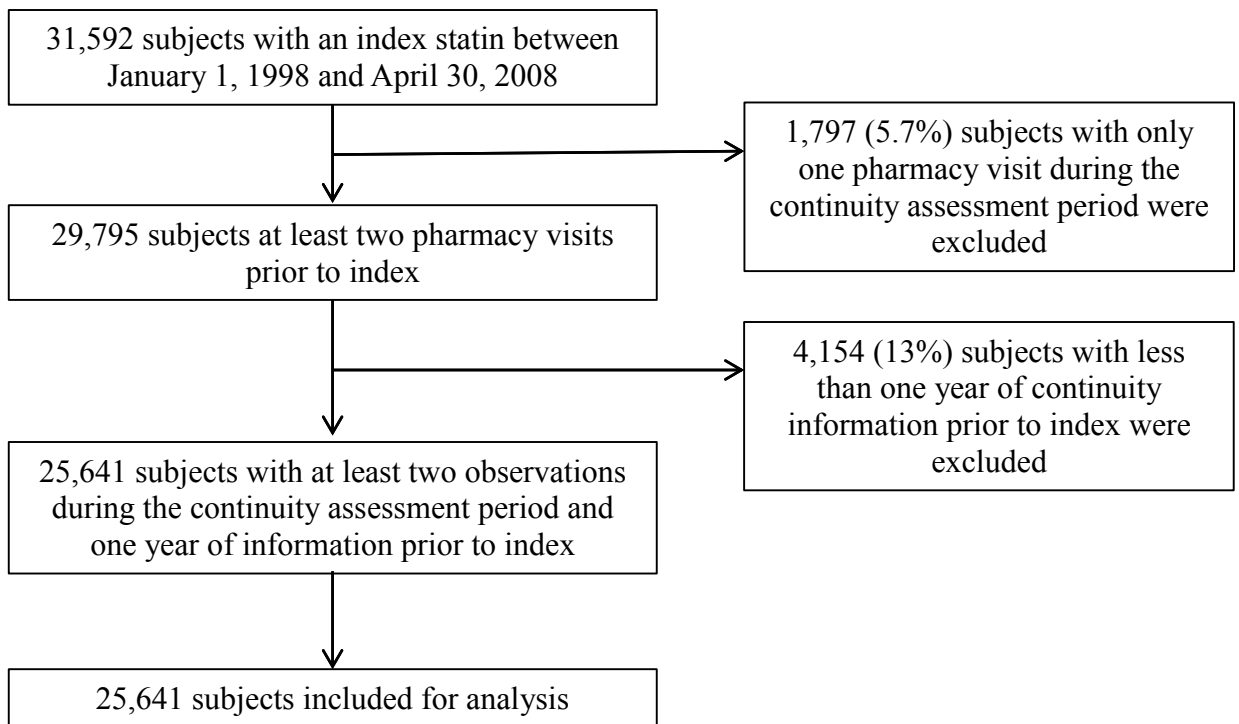 31,592 subjects with an index statin between
January 1, 1998 and April 30, 2008
1,797 (5.7%) subjects with only
one pharmacy visit during the
continuity assessment period were
excluded
29,795 subjects at least two pharmacy visits
prior to index
4,154 (13%) subjects with less
than one year of continuity
information prior to index were
excluded
25,641 subjects with at least two observations
during the continuity assessment period and
one year of information prior to index
25,641 subjects included for analysis